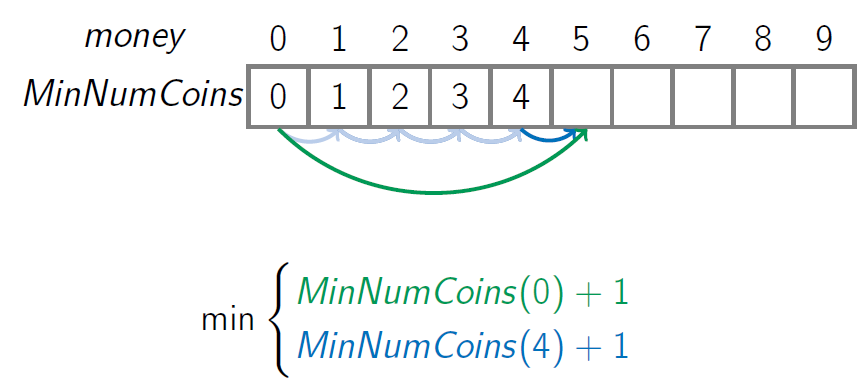 money 0 1 2 3 4 5 6 7 8 9
MinNumCoins 0 1 2 3 4
MinNumCoins(0) + 1
min {
MinNumCoins(4) + 1